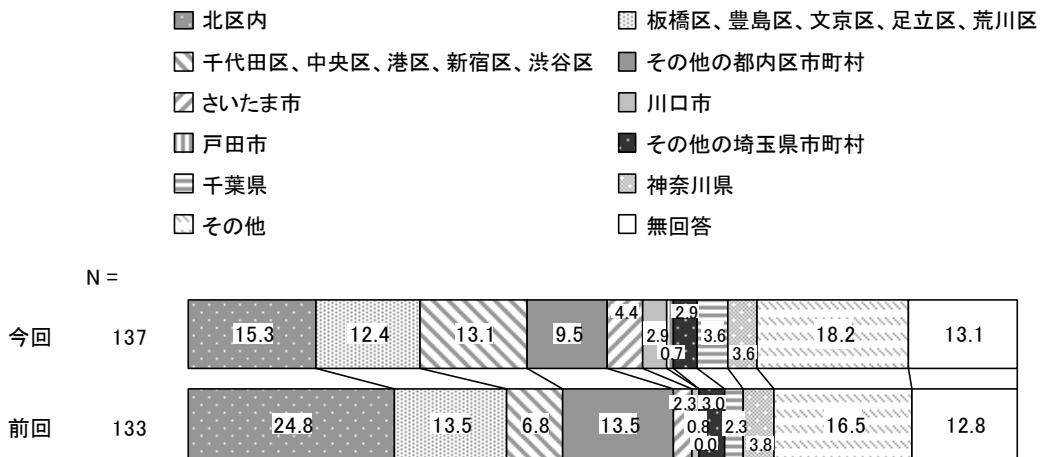 北区内 板橋区、豊島区、文京区、足立区、荒川区
千代田区、中央区、港区、新宿区、渋谷区 その他の都内区市町村
さいたま市 川口市
戸田市 その他の埼玉県市町村
千葉県 神奈川県
その他 無回答
N =
今回 137 15.3 12.4 13.1 9.5 4.4 2.9 0.7 2.9 3.6 3.6 18.2 13.1
前回 133 24.8 13.5 6.8 13.5 2.3 0.8 0.0 3.0 2.3 3.8 16.5 12.8